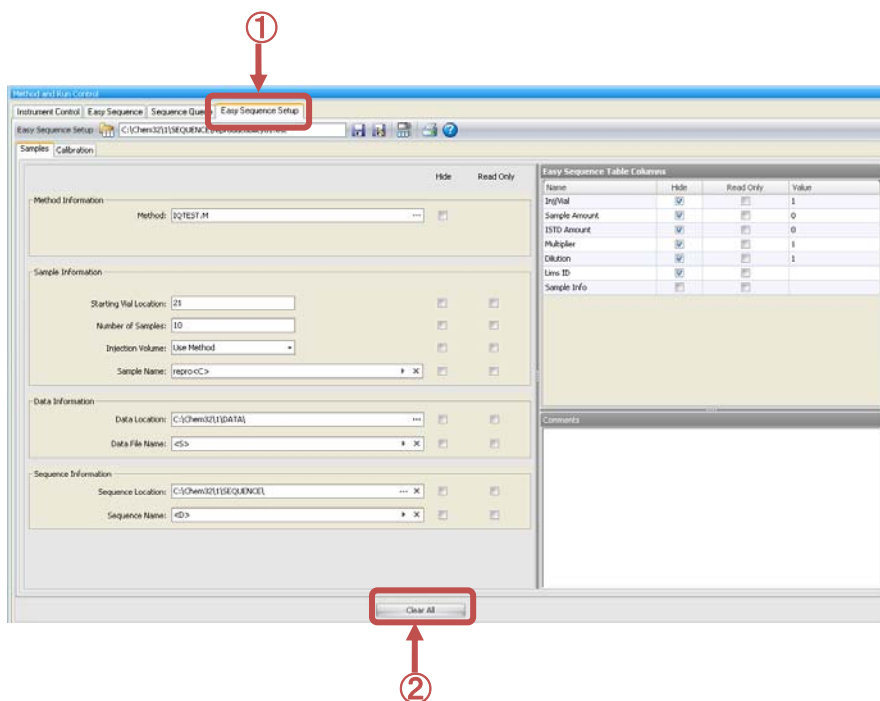 ①
Method and Run Control
Instrument Control Easy Sequence Sequence Queue Easy Sequence Setup
Easy Sequence Setup
Samples Calibration
Hide Read Only
Method Information
Method: IQTEST.M ...
Sample Information
Starting Vial Location: 21
Number of Samples: 10
Injection Volume: Use Method
Sample Name: repro<C>
Data Information
Data Location: C:\Chem32\1\DATA\ ...
Data File Name: <S>
Sequence Information
Sequence Location: C:\Chem32\1\SEQUENCE\ ...
Sequence Name: <D>
Easy Sequence Table Columns
Name Hide Read Only Value
Inj/Vial 1
Sample Amount 0
ISTD Amount 0
Multiplier 1
Dilution 1
Lims ID
Sample Info
Comments
Clear All
②